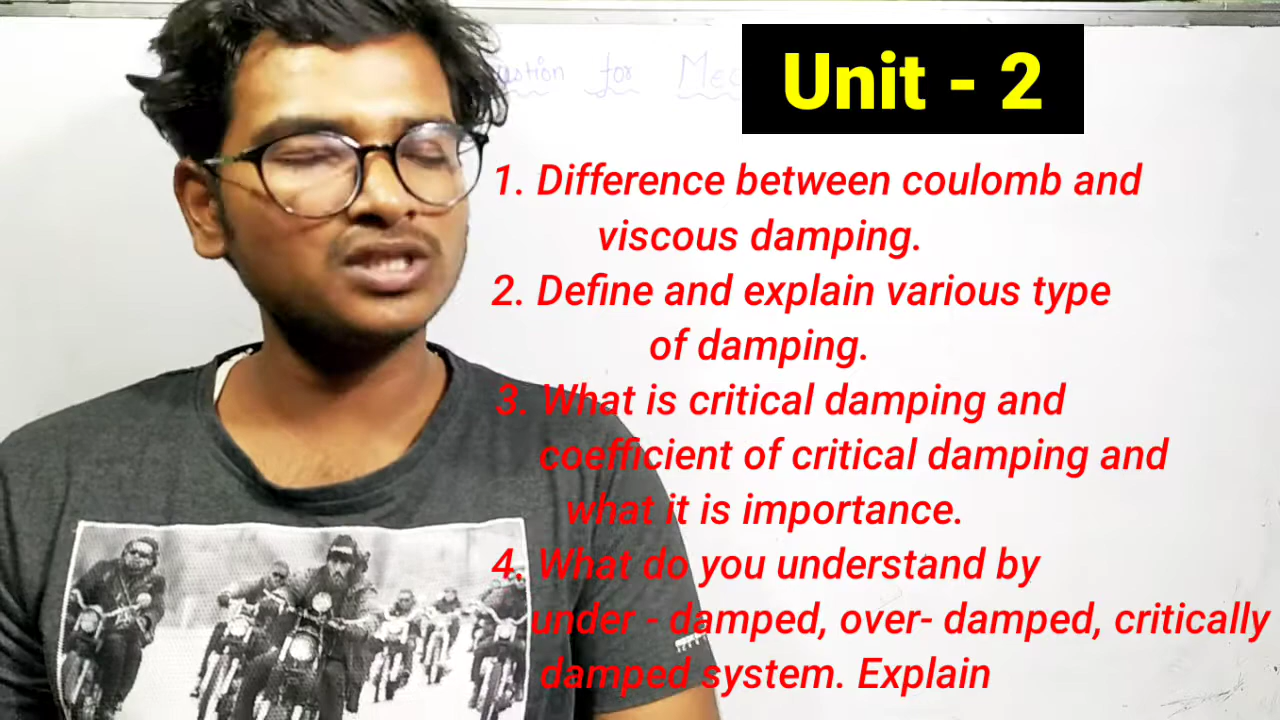 for
Unit - 2
1. Difference between coulomb and
viscous damping.
2. Define and explain various type
of damping.
3. What is critical damping and
coefficient of critical damping and
what it is importance.
4. What do you understand by
under - damped, over- damped, critically
damped system. Explain